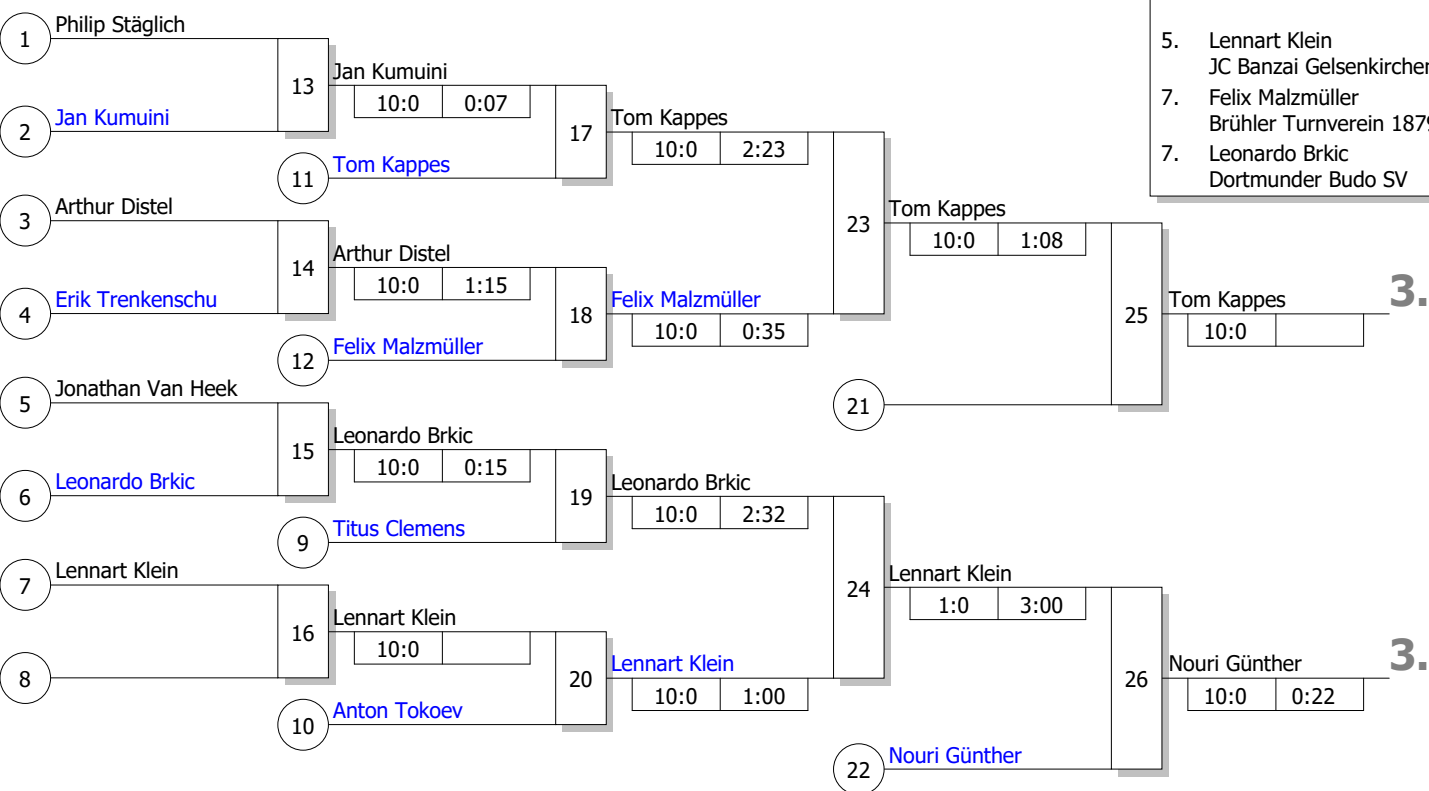 1 Philip Stäglich
2 Jan Kumuini
3 Arthur Distel
4 Erik Trenkenschu
5 Jonathan Van Heek
6 Leonardo Brkic
7 Lennart Klein
8
13 Jan Kumuini
10:0 0:07
11 Tom Kappes
14 Arthur Distel
10:0 1:15
12 Felix Malzmüller
15 Leonardo Brkic
10:0 0:15
9 Titus Clemens
16 Lennart Klein
10:0
10 Anton Tokoev
17 Tom Kappes
10:0 2:23
18 Felix Malzmüller
10:0 0:35
19 Leonardo Brkic
10:0 2:32
20 Lennart Klein
10:0 1:00
23 Tom Kappes
10:0 1:08
21
24 Lennart Klein
1:0 3:00
22 Nouri Günther
25 Tom Kappes 3.
10:0
26 Nouri Günther 3.
10:0 0:22
5. Lennart Klein
JC Banzai Gelsenkirchen
7. Felix Malzmüller
Brühler Turnverein 1879
7. Leonardo Brkic
Dortmunder Budo SV